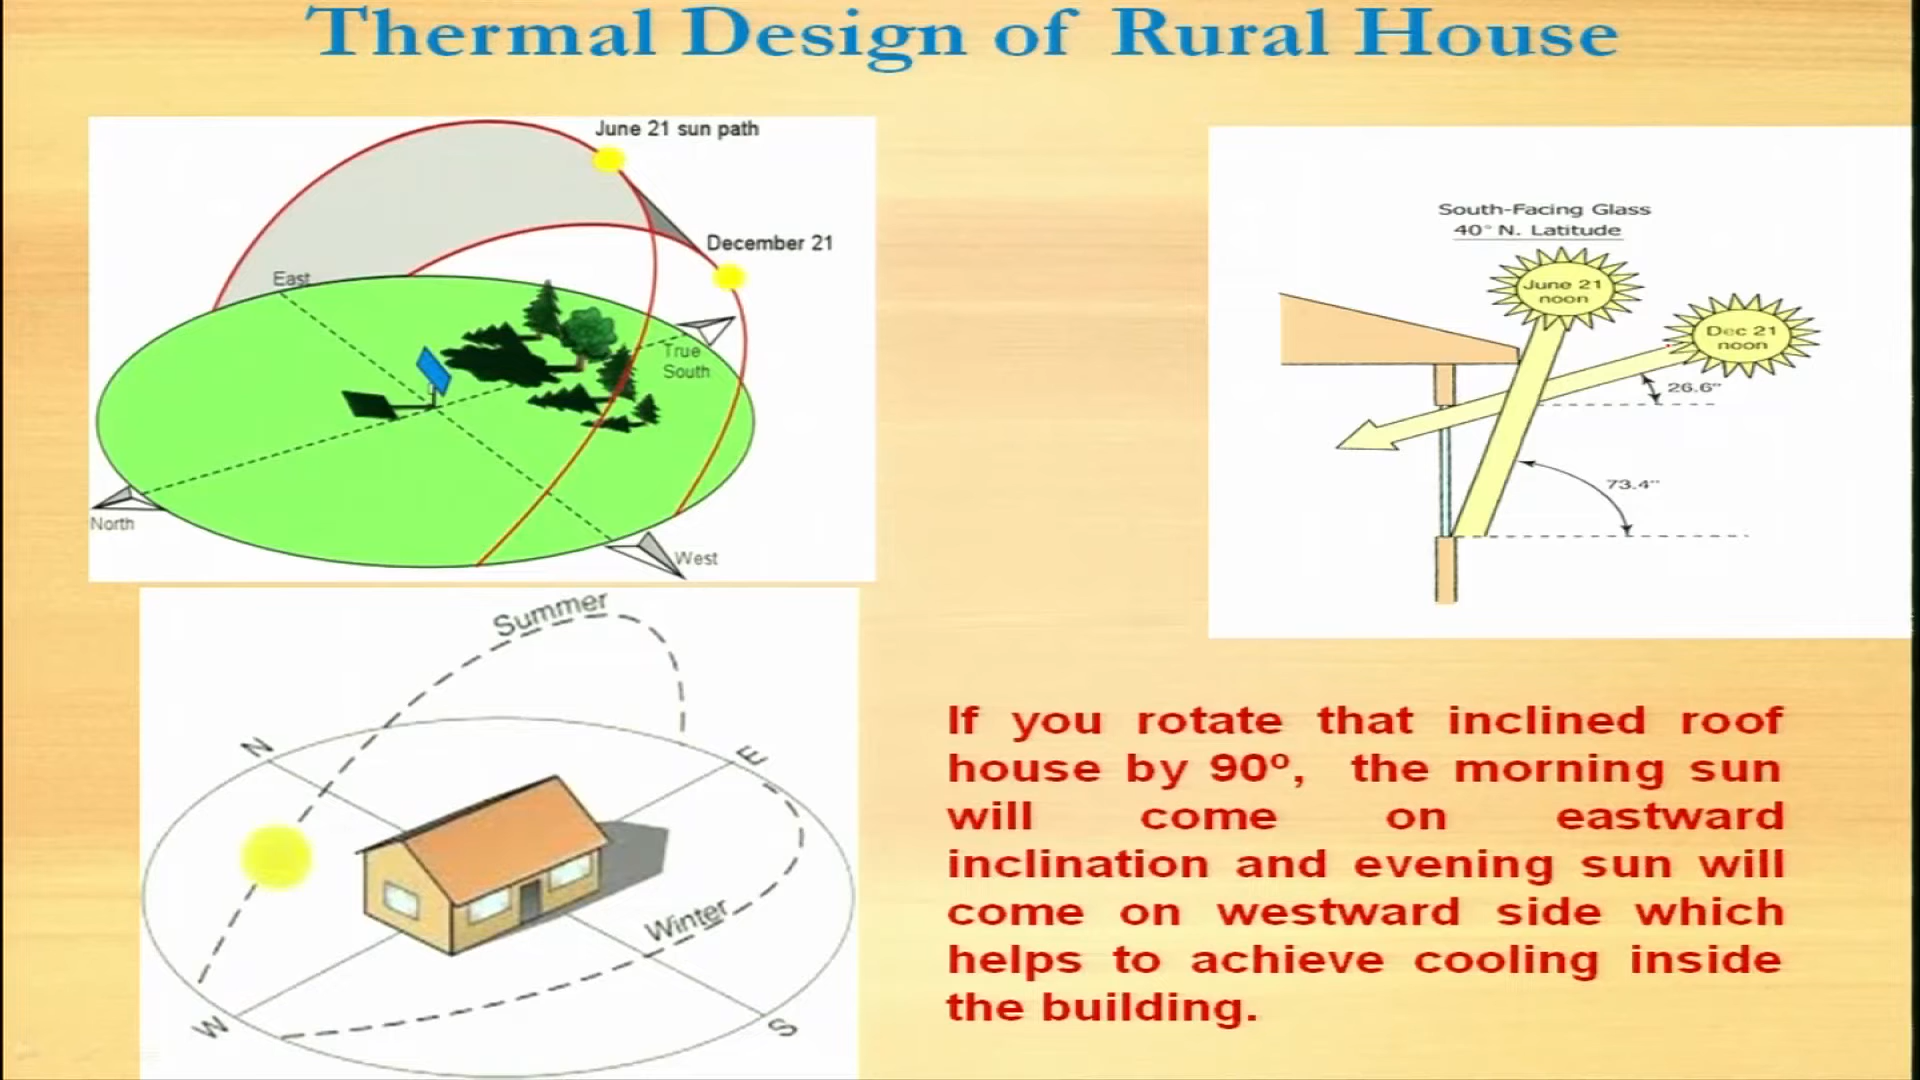 Thermal Design of Rural House
June 21 sun path
December 21
East
True
South
North
West
South-Facing Glass
40° N. Latitude
June 21
noon
Dec 21
noon
26.6°
73.4°
Summer
N
E
Winter
W
S
If you rotate that inclined roof
house by 90º, the morning sun
will come on eastward
inclination and evening sun will
come on westward side which
helps to achieve cooling inside
the building.